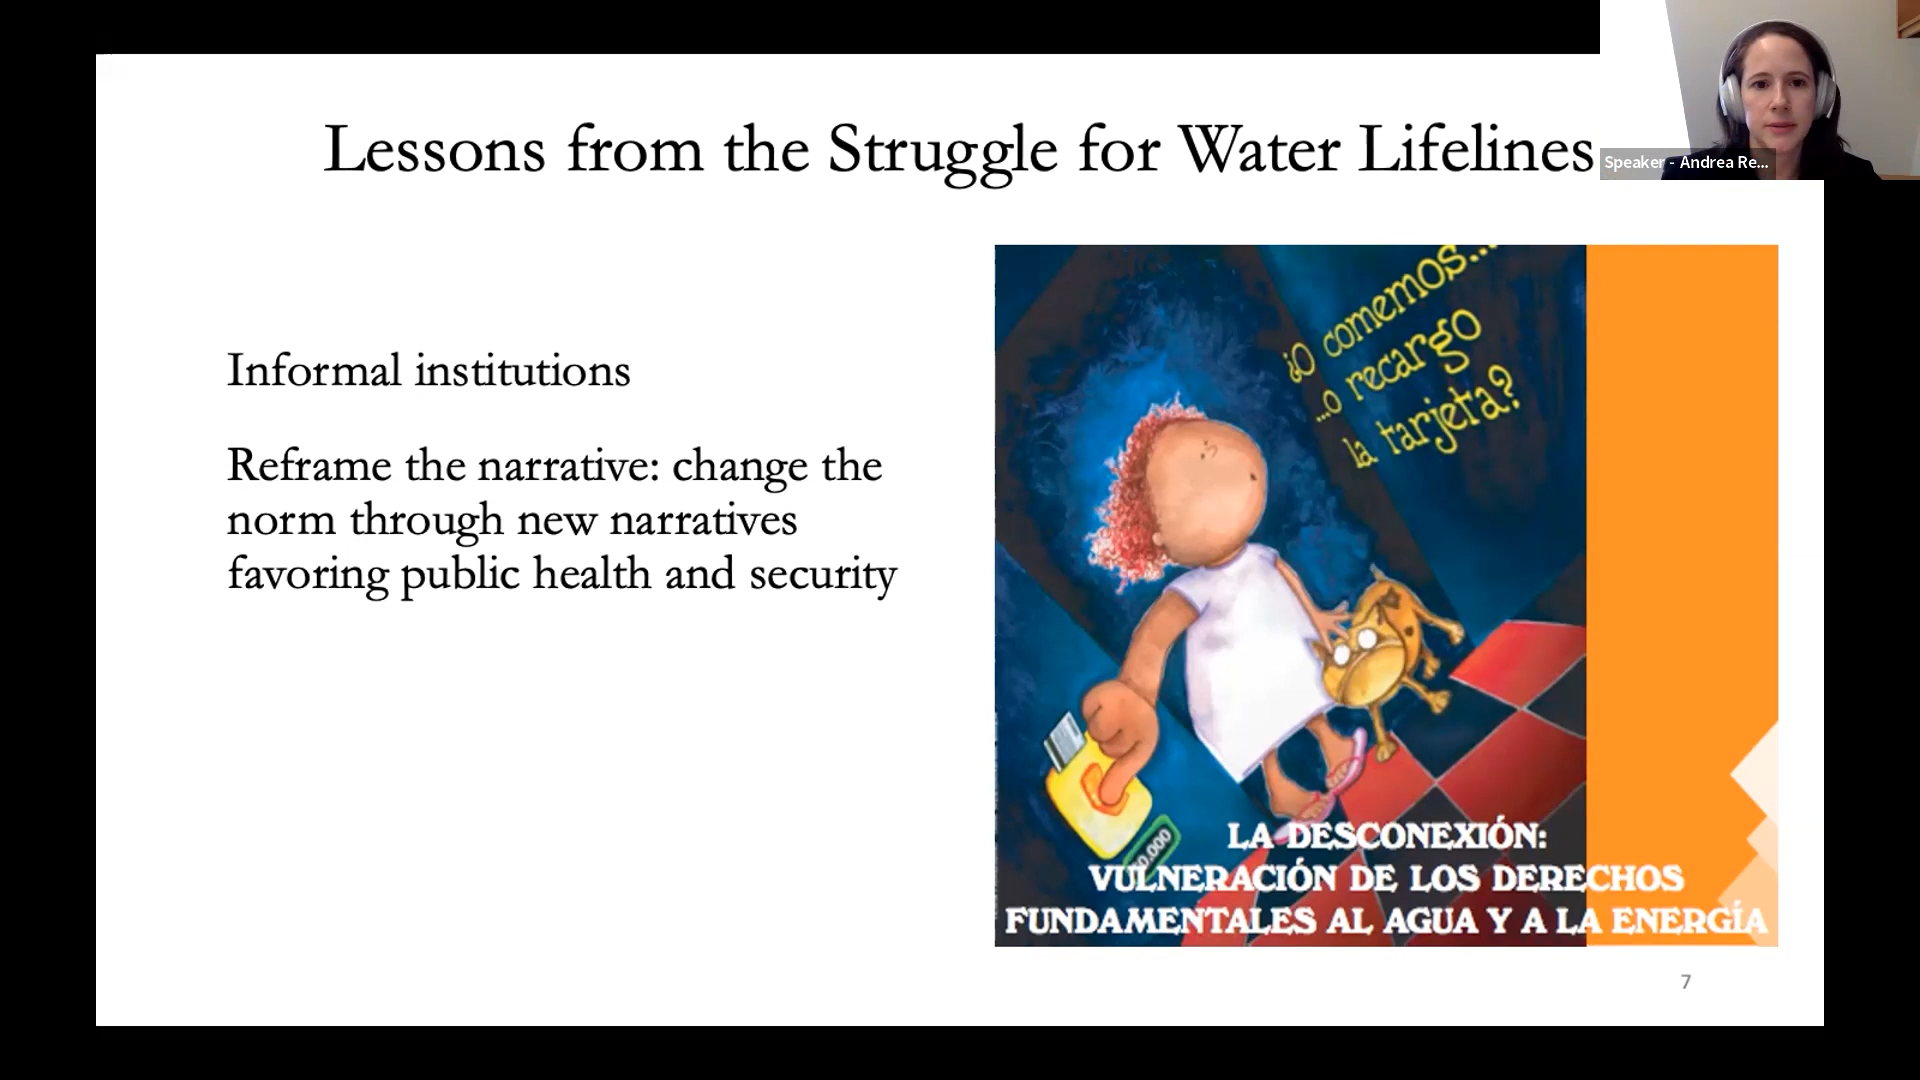 Lessons from the Struggle for Water Lifelines
Speaker - Andrea Re...
Informal institutions
Reframe the narrative: change the
norm through new narratives
favoring public health and security
¿O comemos...
...o recargo
la tarjeta?
LA DESCONEXIÓN:
VULNERACIÓN DE LOS DERECHOS
FUNDAMENTALES AL AGUA Y A LA ENERGÍA
7